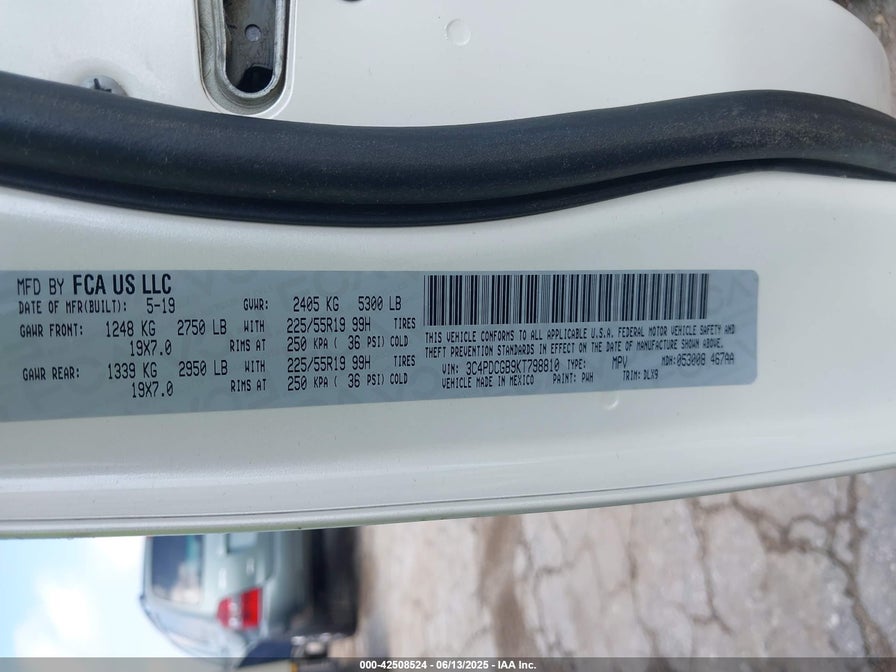 MFD BY FCA US LLC
DATE OF MFR(BUILT): 5-19 GVWR: 2405 KG 5300 LB
GAWR FRONT: 1248 KG 2750 LB WITH 225/55R19 99H TIRES
19X7.0 RIMS AT 250 KPA ( 36 PSI) COLD
GAWR REAR: 1339 KG 2950 LB WITH 225/55R19 99H TIRES
19X7.0 RIMS AT 250 KPA ( 36 PSI) COLD
THIS VEHICLE CONFORMS TO ALL APPLICABLE U.S.A. FEDERAL MOTOR VEHICLE SAFETY AND
THEFT PREVENTION STANDARDS IN EFFECT ON THE DATE OF MANUFACTURE SHOWN ABOVE.
VIN: 3C4PDCGB9KT798810 TYPE: MPV MDH: 053008 467AA
VEHICLE MADE IN MEXICO PAINT: PWH TRIM: DLX9
000-42508524 - 06/13/2025 - IAA Inc.